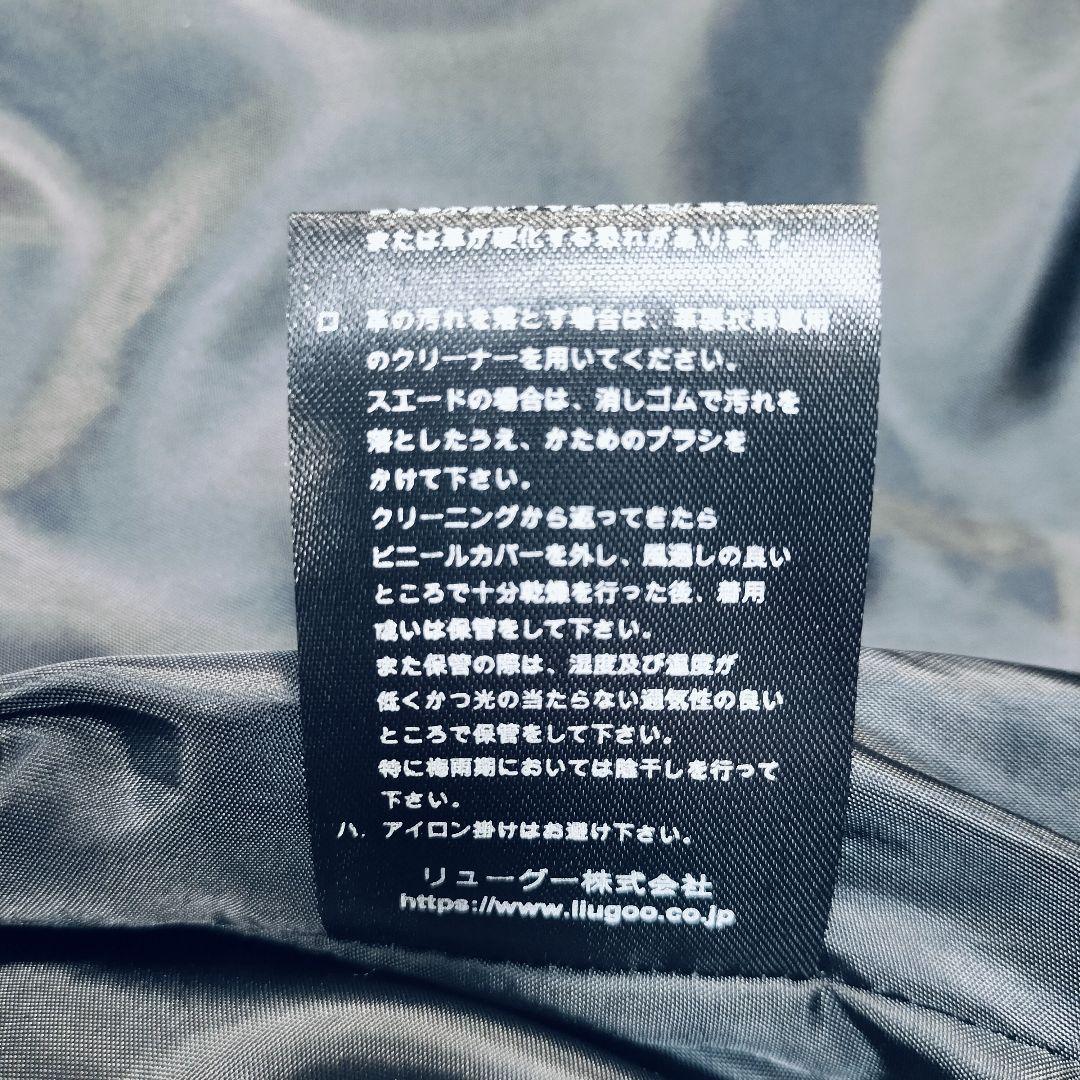 または革が硬化する恐れがあります。
ロ. 革の汚れを落とす場合は、革製衣料専用
のクリーナーを用いてください。
スエードの場合は、消しゴムで汚れを
落としたうえ、かためのブラシを
かけて下さい。
クリーニングから返ってきたら
ビニールカバーを外し、風通しの良い
ところで十分乾燥を行った後、着用
或いは保管をして下さい。
また保管の際は、湿度及び温度が
低くかつ光の当たらない通気性の良い
ところで保管をして下さい。
特に梅雨期においては陰干しを行って
下さい。
ハ. アイロン掛けはお避け下さい。
リューグー株式会社
https://www.liugoo.co.jp